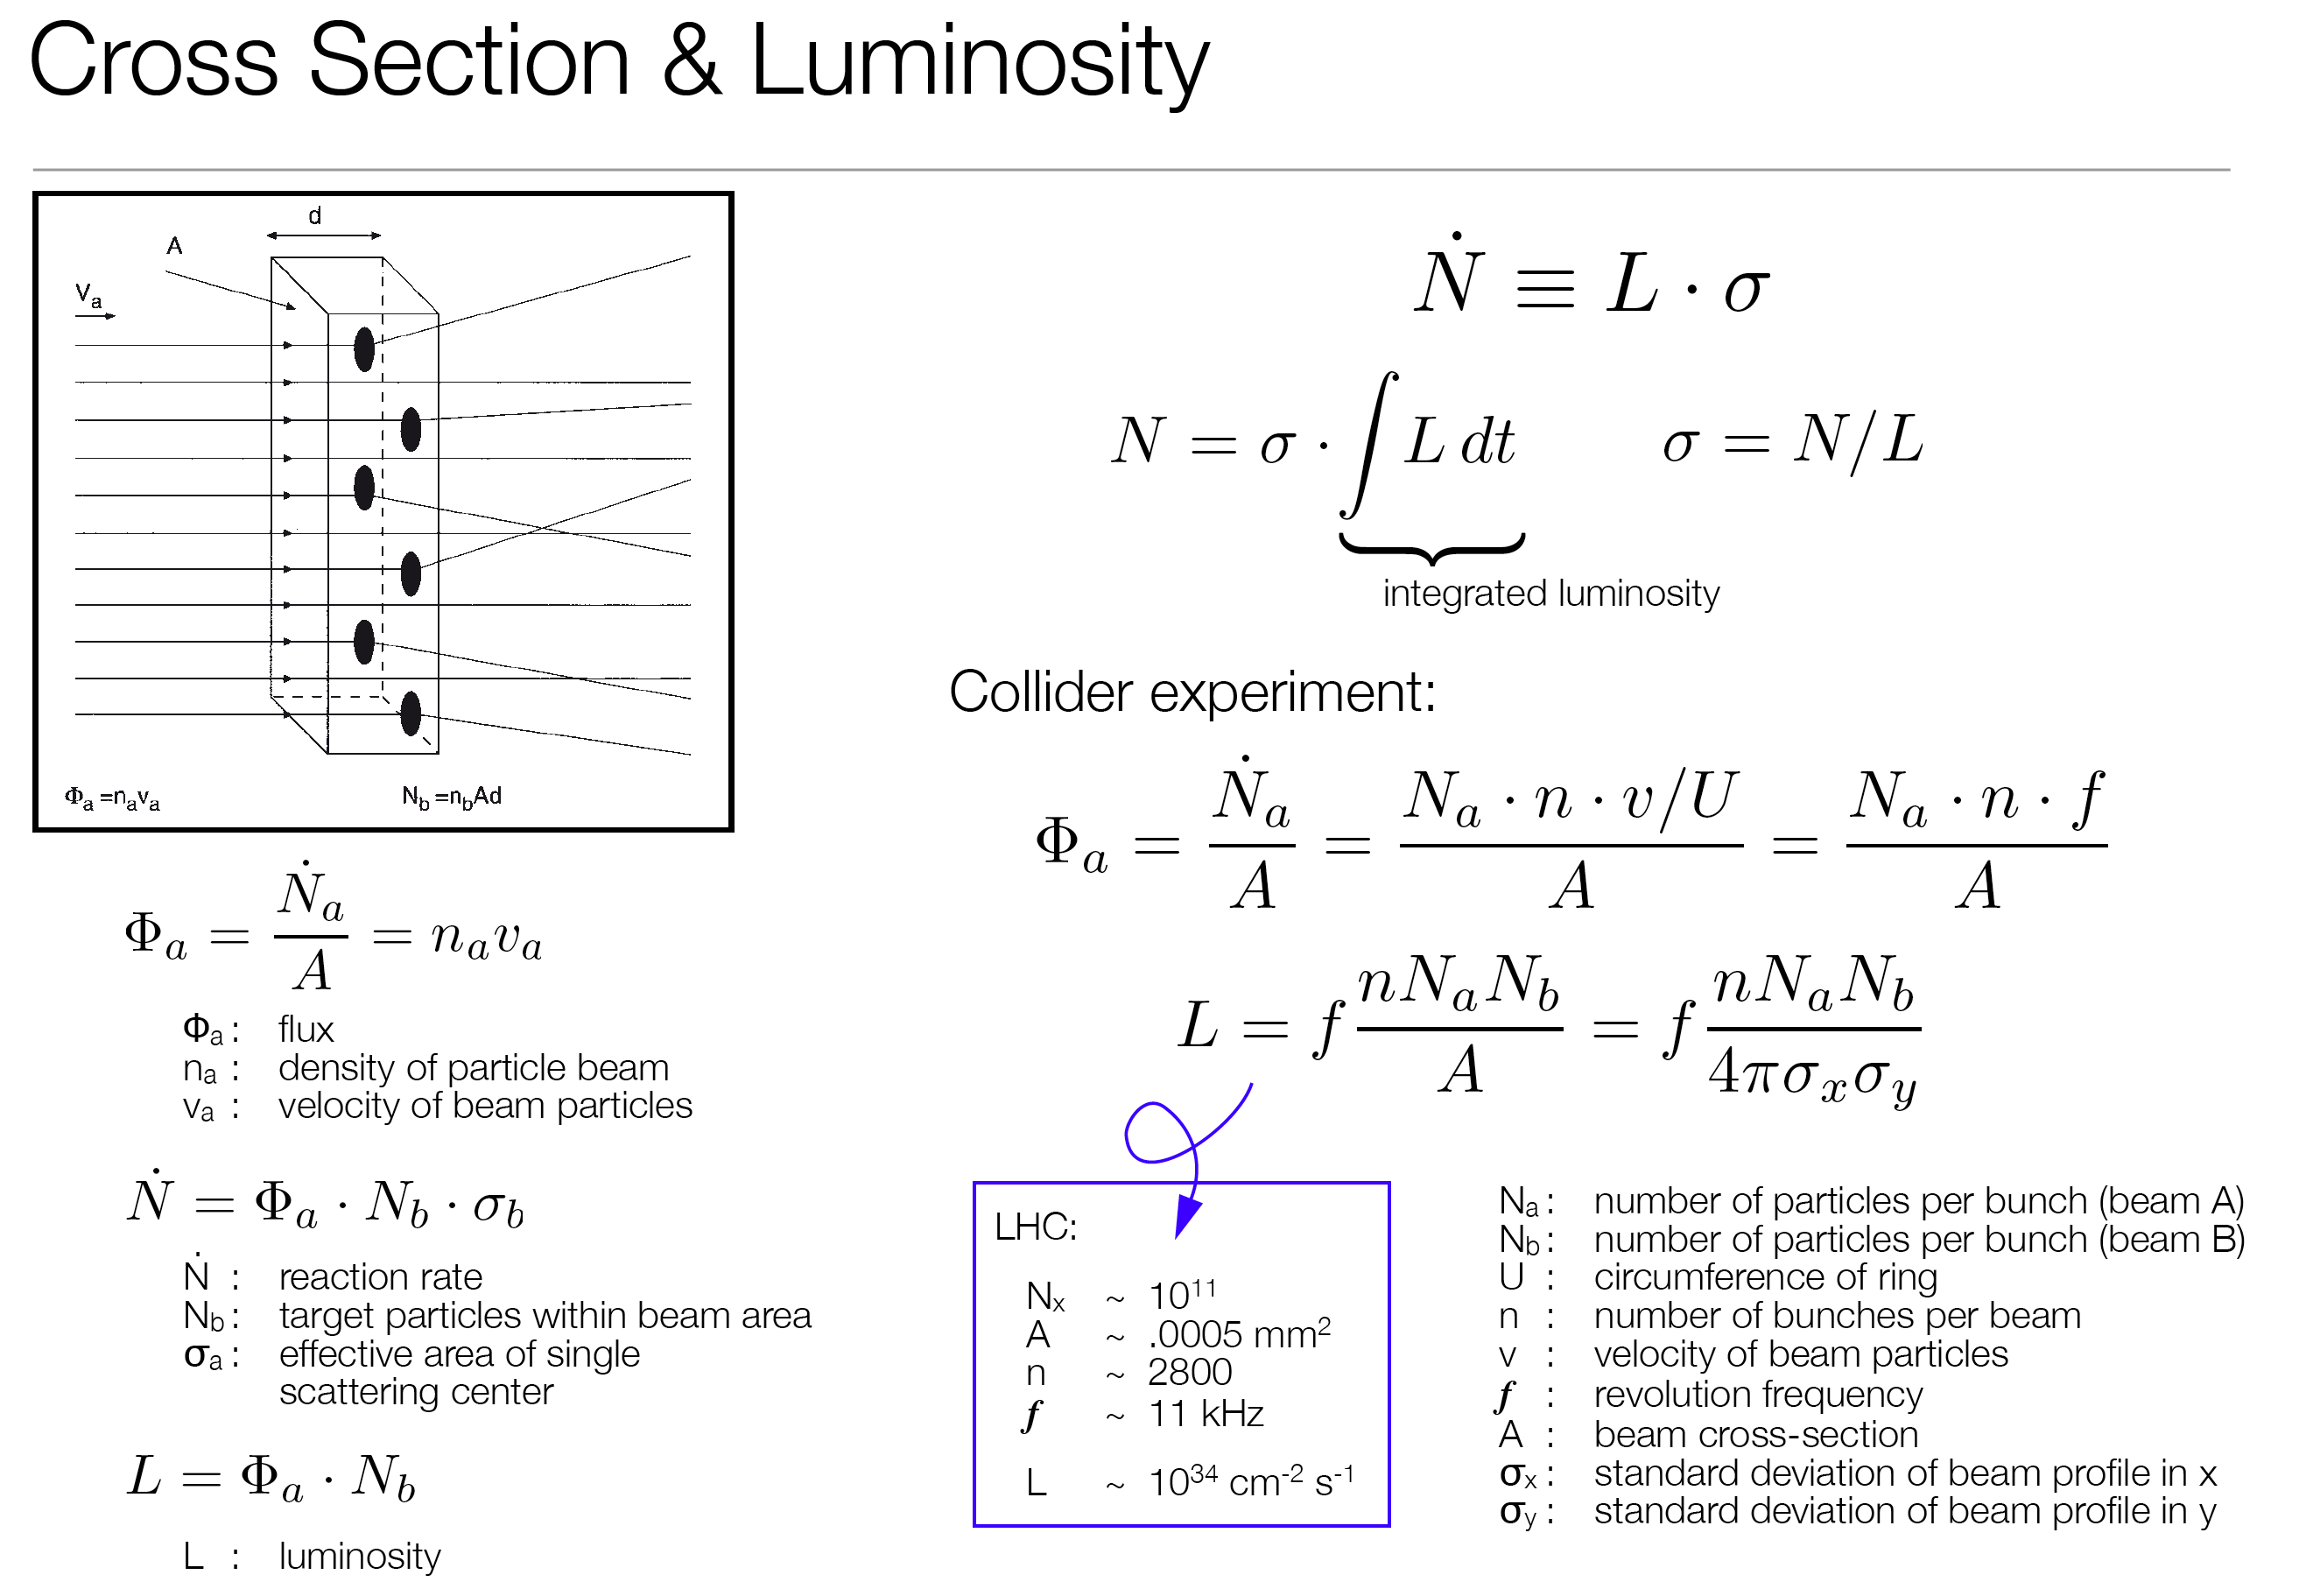 Cross Section & Luminosity
d
A
Va
Φa =nava
Nb =nbAd
Φa = Ṅa / A = nava
Φa : flux
na : density of particle beam
va : velocity of beam particles
Ṅ = Φa · Nb · σb
Ṅ : reaction rate
Nb : target particles within beam area
σa : effective area of single
scattering center
L = Φa · Nb
L : luminosity
Ṅ ≡ L · σ
N = σ · ∫ L dt σ = N/L
integrated luminosity
Collider experiment:
Φa = Ṅa / A = Na · n · v/U / A = Na · n · f / A
L = f nNaNb / A = f nNaNb / 4πσxσy
LHC:
Nx ~ 10¹¹
A ~ .0005 mm²
n ~ 2800
f ~ 11 kHz
L ~ 10³⁴ cm⁻² s⁻¹
Na : number of particles per bunch (beam A)
Nb : number of particles per bunch (beam B)
U : circumference of ring
n : number of bunches per beam
v : velocity of beam particles
f : revolution frequency
A : beam cross-section
σx : standard deviation of beam profile in x
σy : standard deviation of beam profile in y